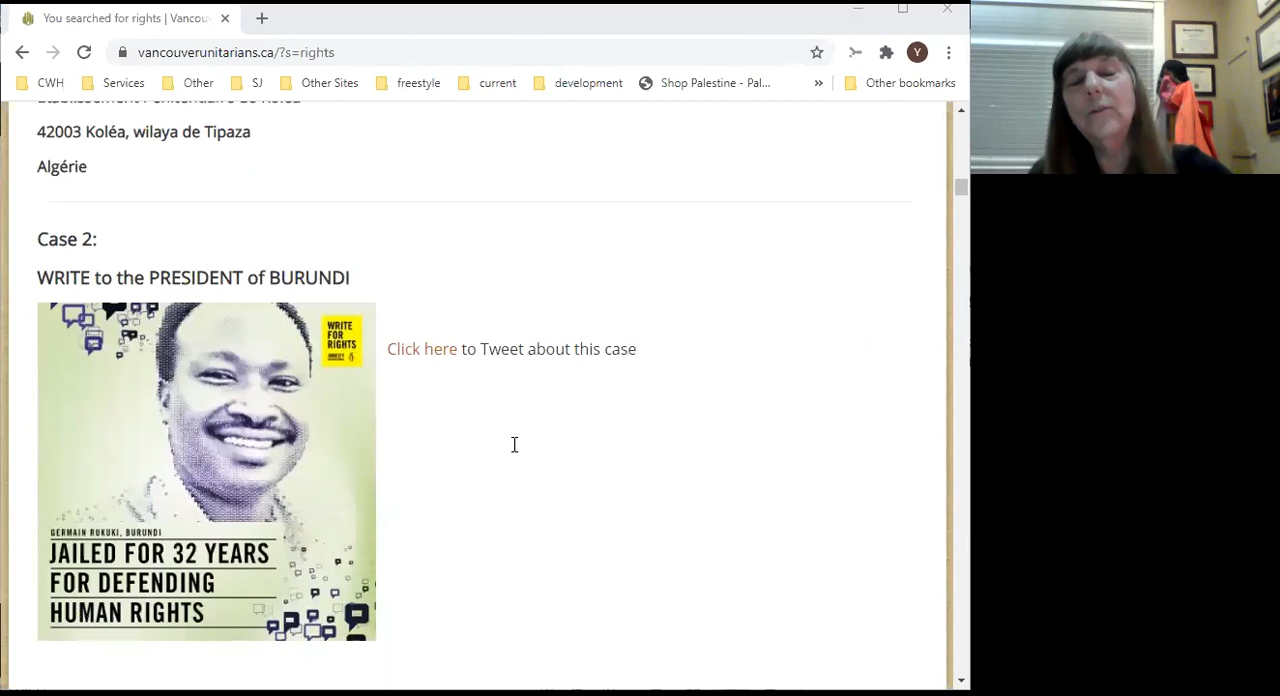 You searched for rights | Vancou
vancouverunitarians.ca/?s=rights
Y
CWH
Services
Other
SJ
Other Sites
freestyle
current
development
Shop Palestine - Pal...
»
Other bookmarks
42003 Koléa, wilaya de Tipaza
Algérie
Case 2:
WRITE to the PRESIDENT of BURUNDI
WRITE
FOR
RIGHTS
Click here to Tweet about this case
GERMAIN RUKUKI, BURUNDI
JAILED FOR 32 YEARS
FOR DEFENDING
HUMAN RIGHTS